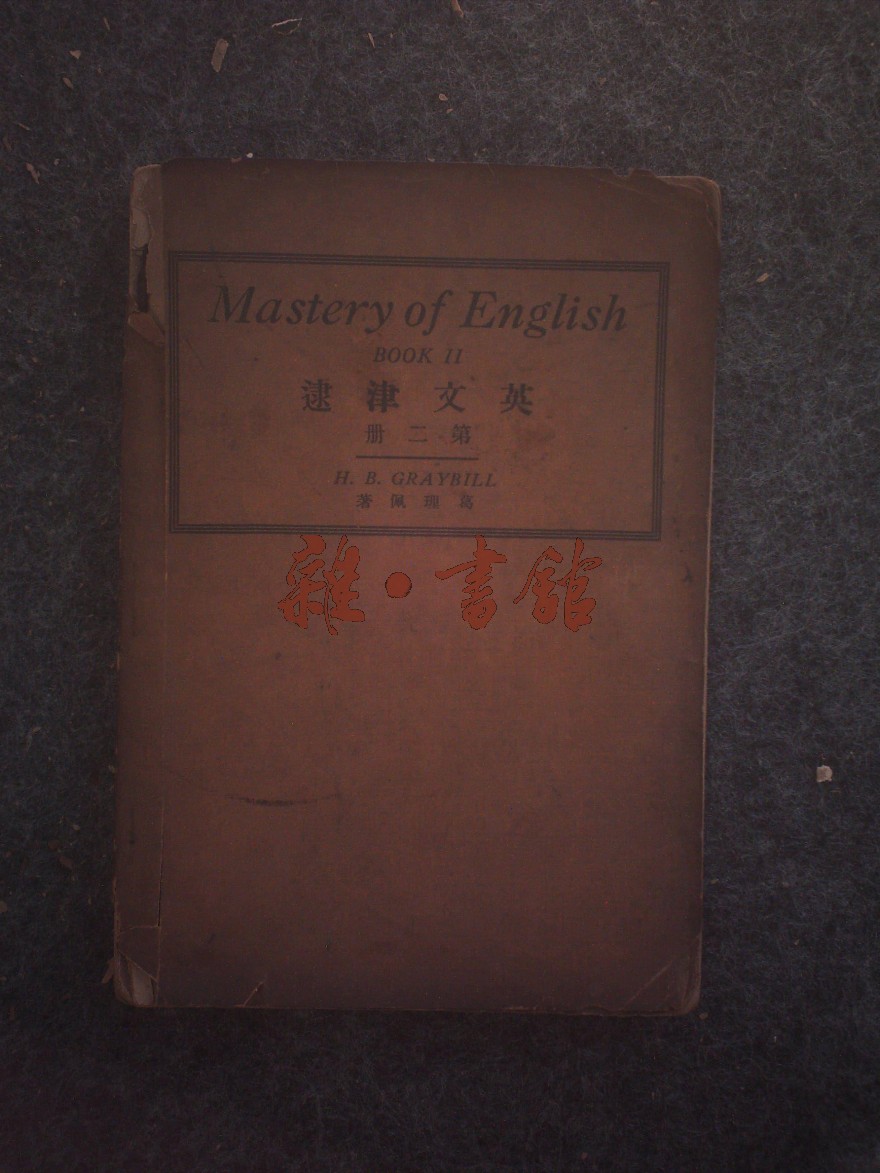 Mastery of English
BOOK II
英文津逮
第二册
H. B. GRAYBILL
葛理佩著
雜·書館